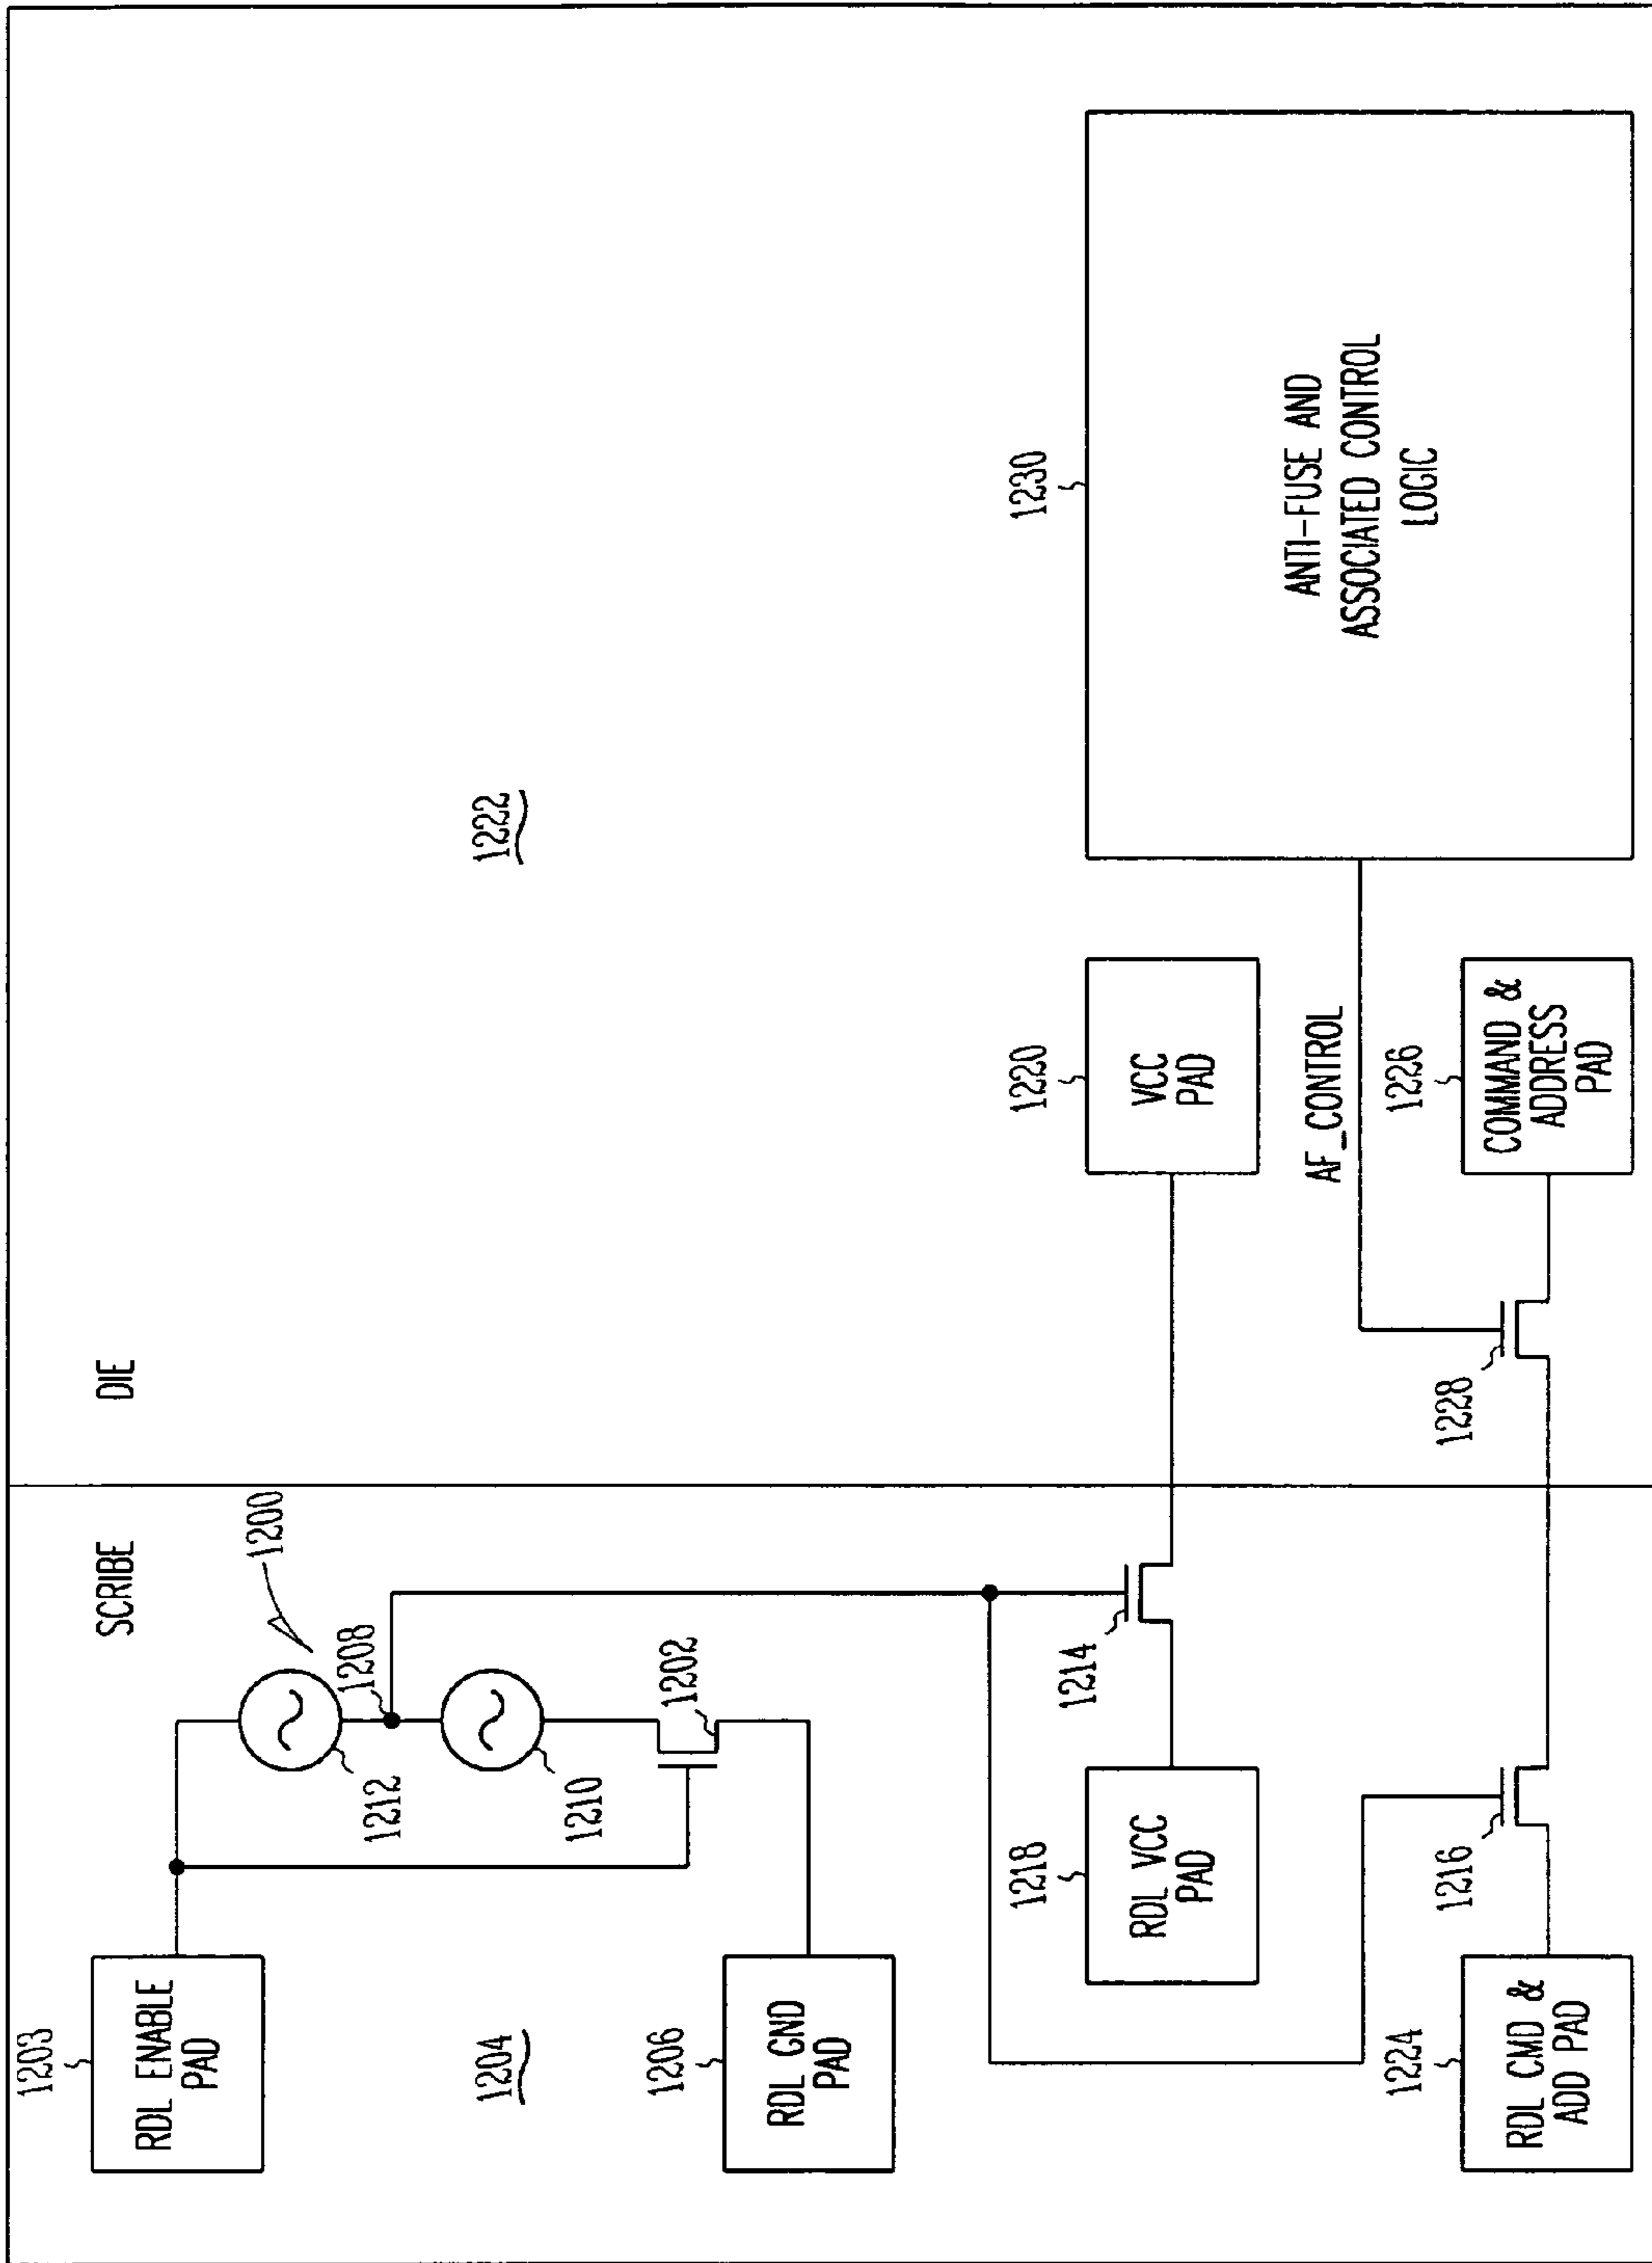 SCRIBE
DIE
1200
1203
RDL ENABLE
PAD
1212
1208
1210
1202
1204
1222
1206
RDL GND
PAD
1214
1218
RDL VCC
PAD
1220
VCC
PAD
1230
ANTI-FUSE AND
ASSOCIATED CONTROL
LOGIC
AF_CONTROL
1216
1224
RDL CMD &
ADD PAD
1228
1226
COMMAND &
ADDRESS
PAD